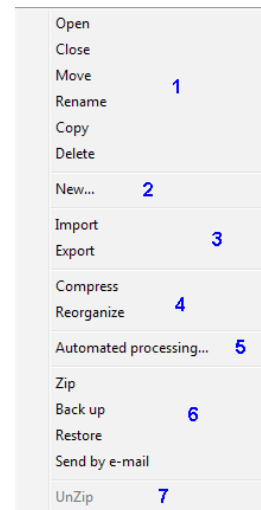 Open
Close
Move
1
Rename
Copy
Delete
New... 2
Import
3
Export
Compress
Reorganize 4
Automated processing... 5
Zip
Back up 6
Restore
Send by e-mail
UnZip 7